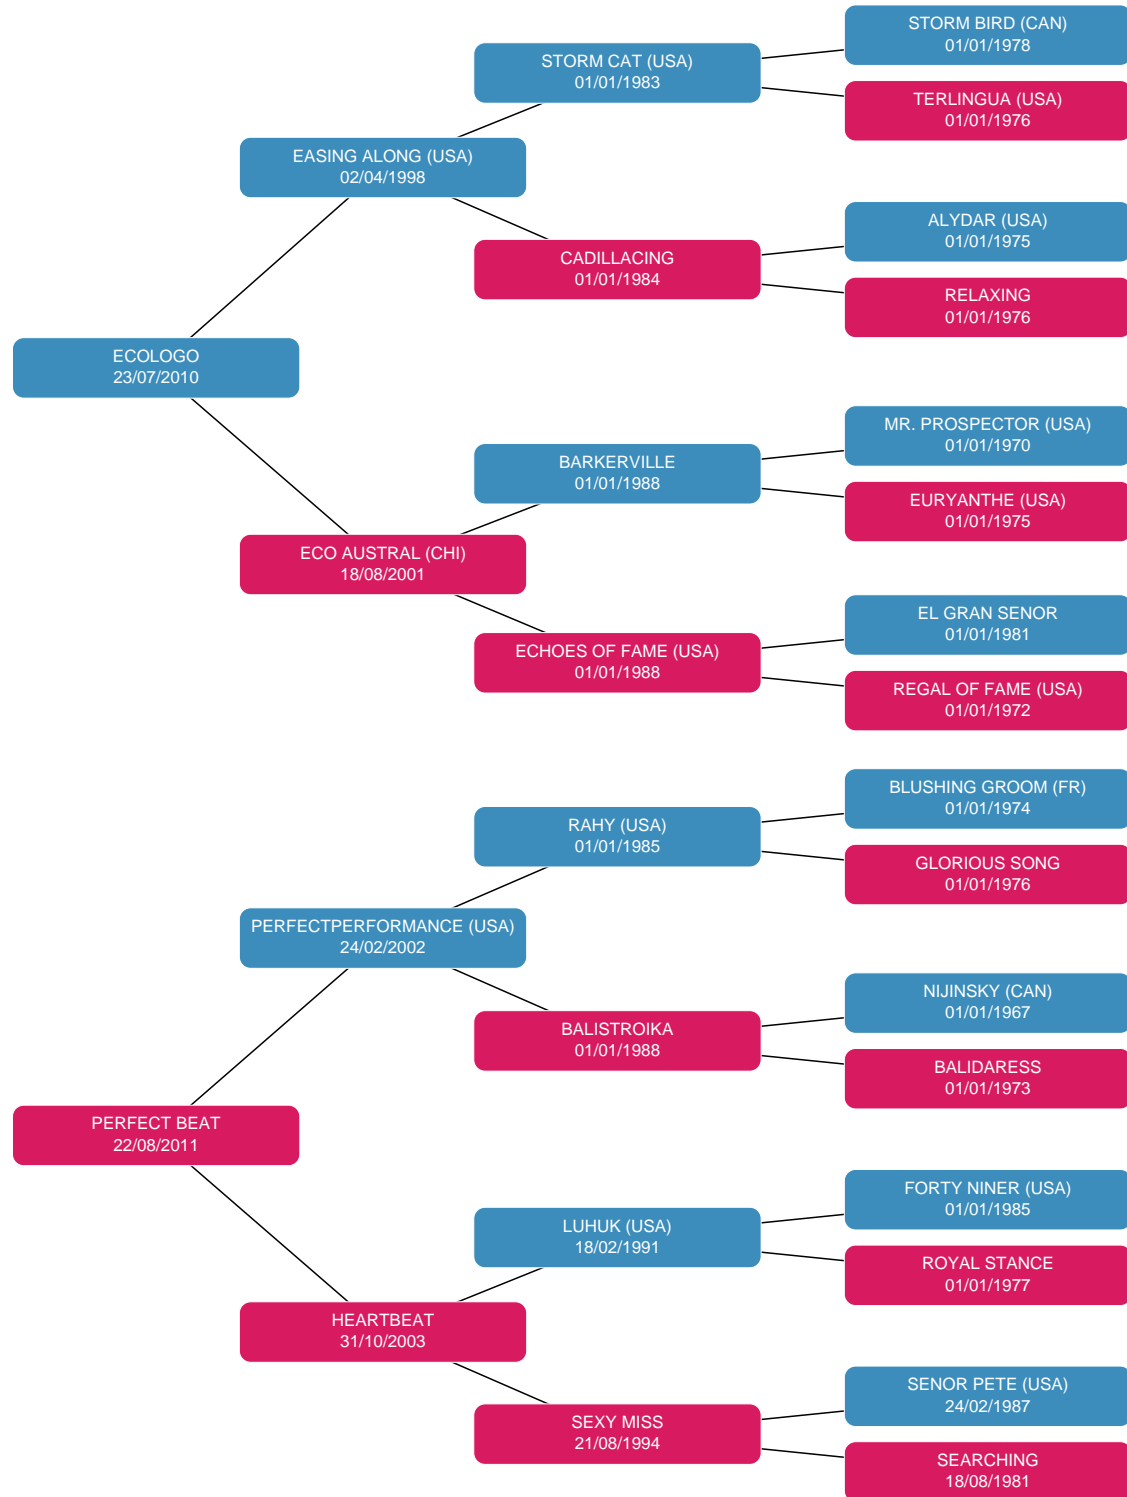 STORM BIRD (CAN)
01/01/1978
STORM CAT (USA)
01/01/1983
TERLINGUA (USA)
01/01/1976
EASING ALONG (USA)
02/04/1998
ALYDAR (USA)
01/01/1975
CADILLACING
01/01/1984
RELAXING
01/01/1976
ECOLOGO
23/07/2010
MR. PROSPECTOR (USA)
01/01/1970
BARKERVILLE
01/01/1988
EURYANTHE (USA)
01/01/1975
ECO AUSTRAL (CHI)
18/08/2001
EL GRAN SENOR
01/01/1981
ECHOES OF FAME (USA)
01/01/1988
REGAL OF FAME (USA)
01/01/1972
BLUSHING GROOM (FR)
01/01/1974
RAHY (USA)
01/01/1985
GLORIOUS SONG
01/01/1976
PERFECTPERFORMANCE (USA)
24/02/2002
NIJINSKY (CAN)
01/01/1967
BALISTROIKA
01/01/1988
BALIDARESS
01/01/1973
PERFECT BEAT
22/08/2011
FORTY NINER (USA)
01/01/1985
LUHUK (USA)
18/02/1991
ROYAL STANCE
01/01/1977
HEARTBEAT
31/10/2003
SENOR PETE (USA)
24/02/1987
SEXY MISS
21/08/1994
SEARCHING
18/08/1981